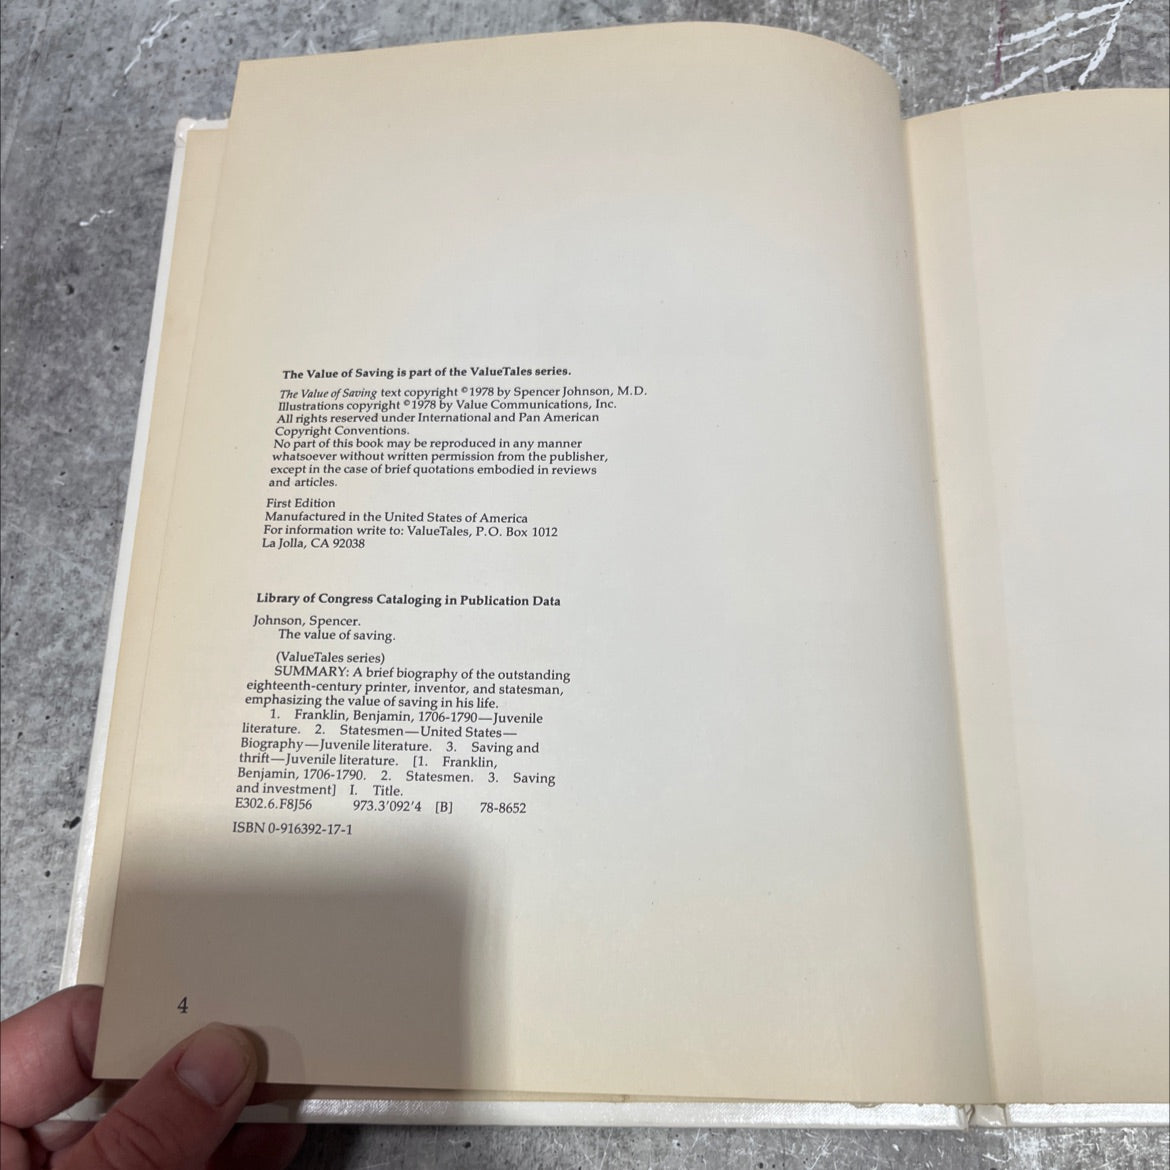 The Value of Saving is part of the ValueTales series.
The Value of Saving text copyright ©1978 by Spencer Johnson, M.D.
Illustrations copyright ©1978 by Value Communications, Inc.
All rights reserved under International and Pan American
Copyright Conventions.
No part of this book may be reproduced in any manner
whatsoever without written permission from the publisher,
except in the case of brief quotations embodied in reviews
and articles.
First Edition
Manufactured in the United States of America
For information write to: ValueTales, P.O. Box 1012
La Jolla, CA 92038
Library of Congress Cataloging in Publication Data
Johnson, Spencer.
The value of saving.
(ValueTales series)
SUMMARY: A brief biography of the outstanding
eighteenth-century printer, inventor, and statesman,
emphasizing the value of saving in his life.
1. Franklin, Benjamin, 1706-1790—Juvenile
literature. 2. Statesmen—United States—
Biography—Juvenile literature. 3. Saving and
thrift—Juvenile literature. [1. Franklin,
Benjamin, 1706-1790. 2. Statesmen. 3. Saving
and investment] I. Title.
E302.6.F8J56 973.3'092'4 [B] 78-8652
ISBN 0-916392-17-1
4